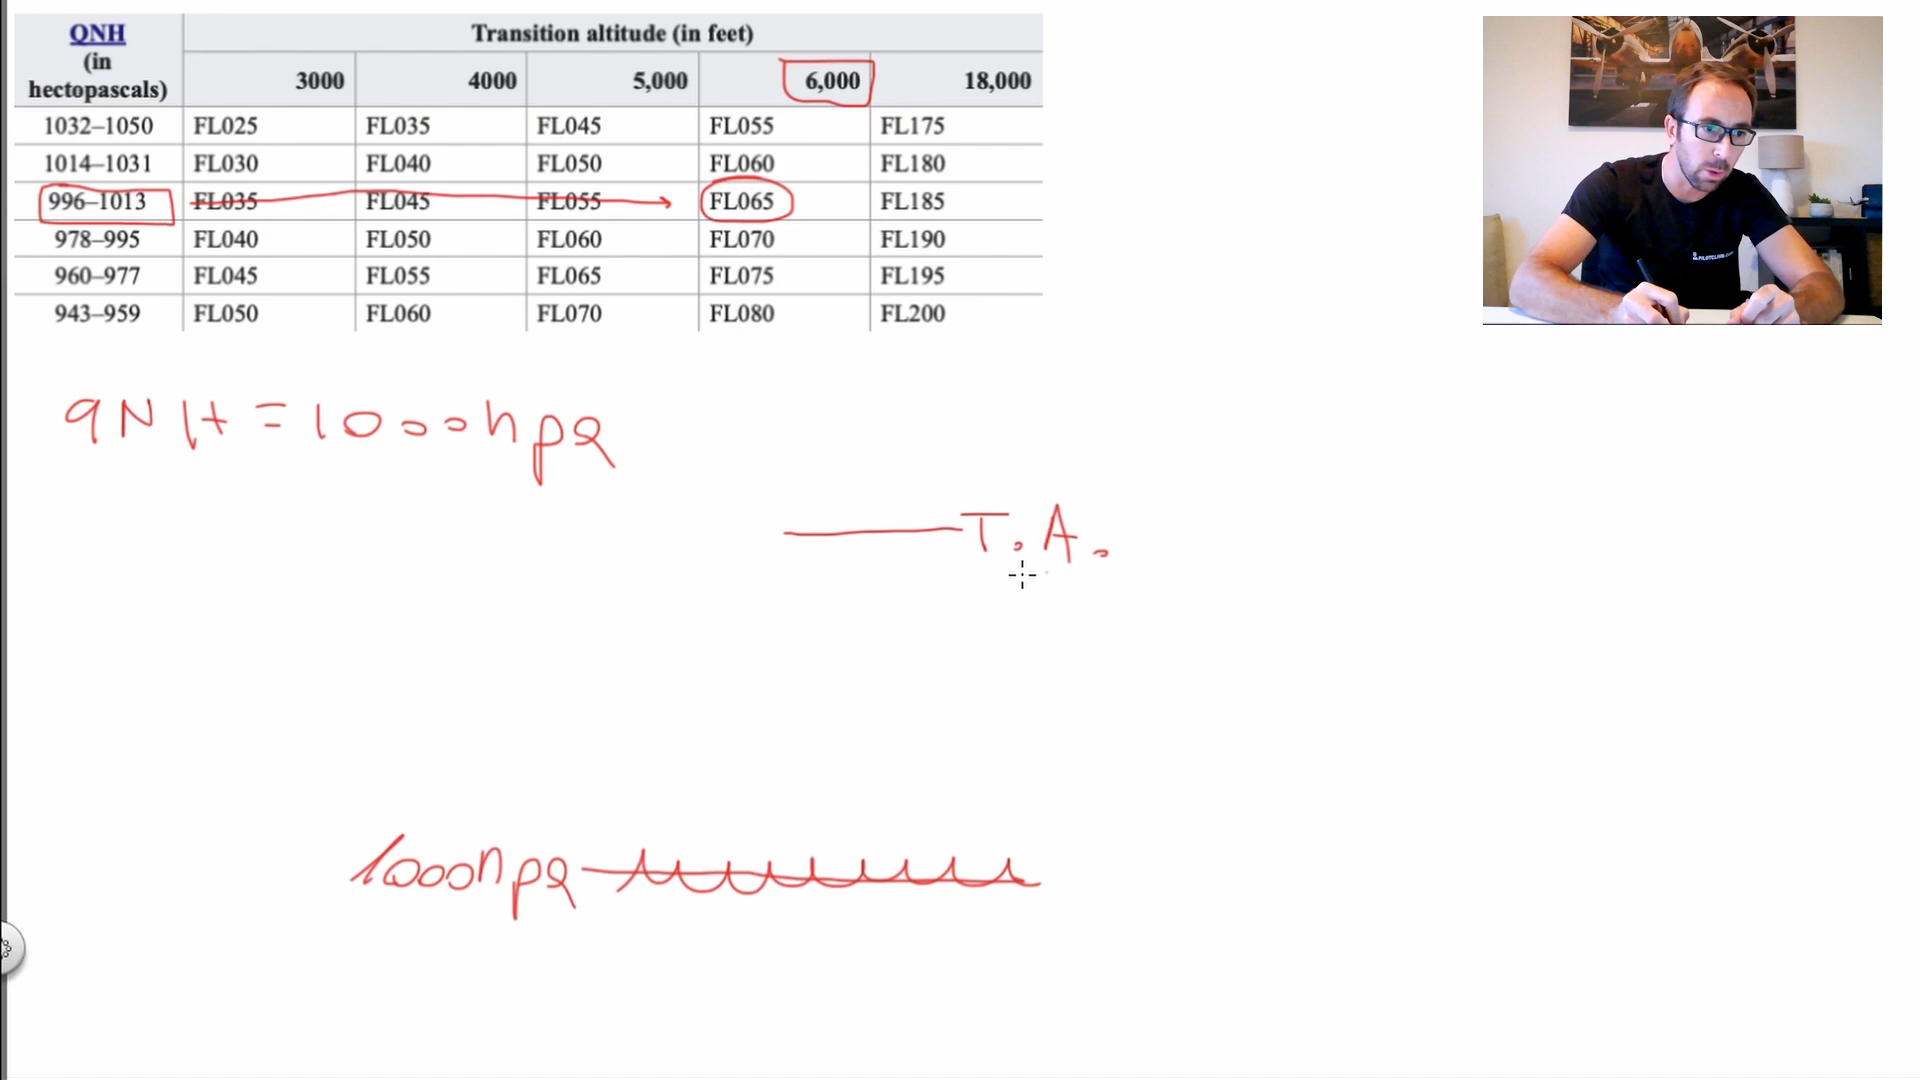 QNH
(in
hectopascals)
Transition altitude (in feet)
3000 4000 5,000 6,000 18,000
1032–1050 FL025 FL035 FL045 FL055 FL175
1014–1031 FL030 FL040 FL050 FL060 FL180
996–1013 FL035 FL045 FL055 FL065 FL185
978–995 FL040 FL050 FL060 FL070 FL190
960–977 FL045 FL055 FL065 FL075 FL195
943–959 FL050 FL060 FL070 FL080 FL200
QNH = 1000hpa
T.A.
1000hpa